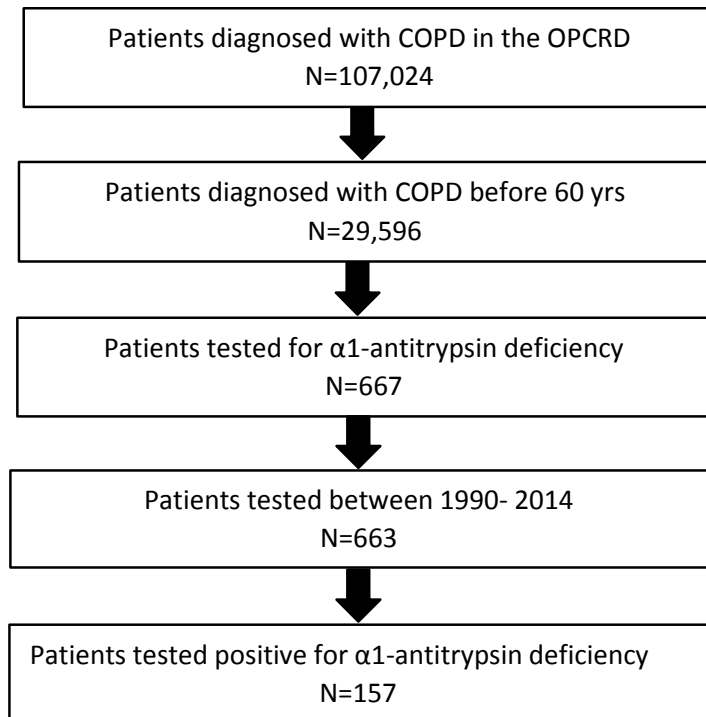 Patients diagnosed with COPD in the OPCRD
N=107,024
Patients diagnosed with COPD before 60 yrs
N=29,596
Patients tested for α1-antitrypsin deficiency
N=667
Patients tested between 1990- 2014
N=663
Patients tested positive for α1-antitrypsin deficiency
N=157